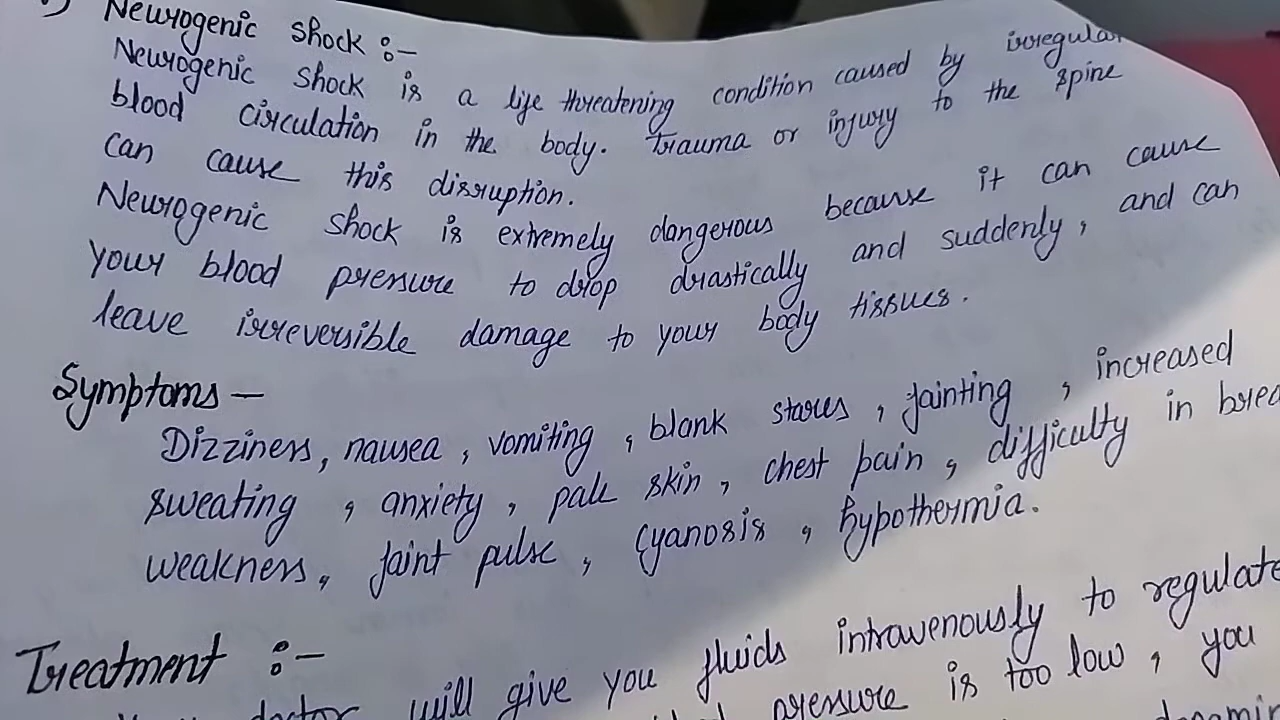 Neurogenic shock :-
Neurogenic shock is a life threatening condition caused by irregular
blood circulation in the body. Trauma or injury to the spine
can cause this disruption.
Neurogenic shock is extremely dangerous because it can cause
your blood pressure to drop drastically and suddenly, and can
leave irreversible damage to your body tissues.
Symptoms -
Dizziness, nausea, vomiting, blank stares, fainting, increased
sweating, anxiety, pale skin, chest pain, difficulty in brea
weakness, faint pulse, cyanosis, hypothermia.
Treatment :-
doctor will give you fluids intravenously to regulate
pressure is too low, you